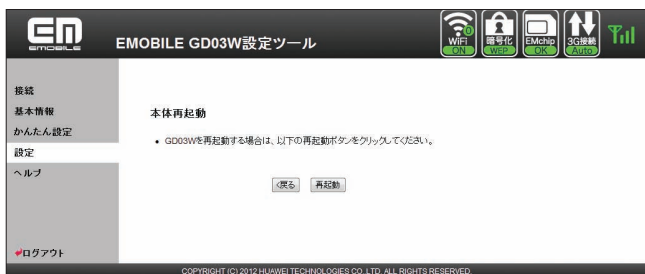 EM
EMOBILE
EMOBILE GD03W設定ツール
WiFi
ON
暗号化
WEP
EMchip
OK
3G接続
Auto
接続
基本情報
かんたん設定
設定
ヘルプ
ログアウト
本体再起動
• GD03Wを再起動する場合は、以下の再起動ボタンをクリックしてください。
<戻る
再起動
COPYRIGHT (C) 2012 HUAWEI TECHNOLOGIES CO. LTD. ALL RIGHTS RESERVED.